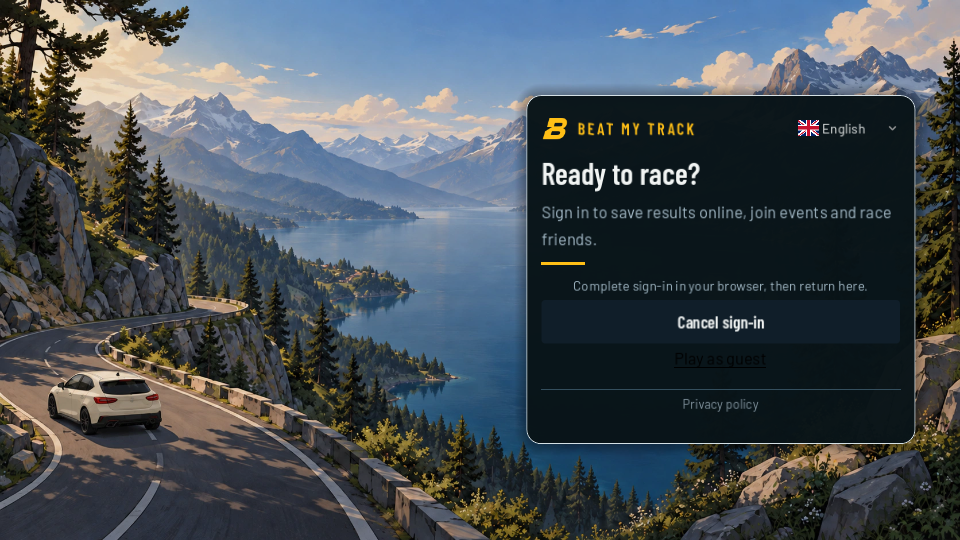 BEAT MY TRACK
English
Ready to race?
Sign in to save results online, join events and race
friends.
Complete sign-in in your browser, then return here.
Cancel sign-in
Play as guest
Privacy policy